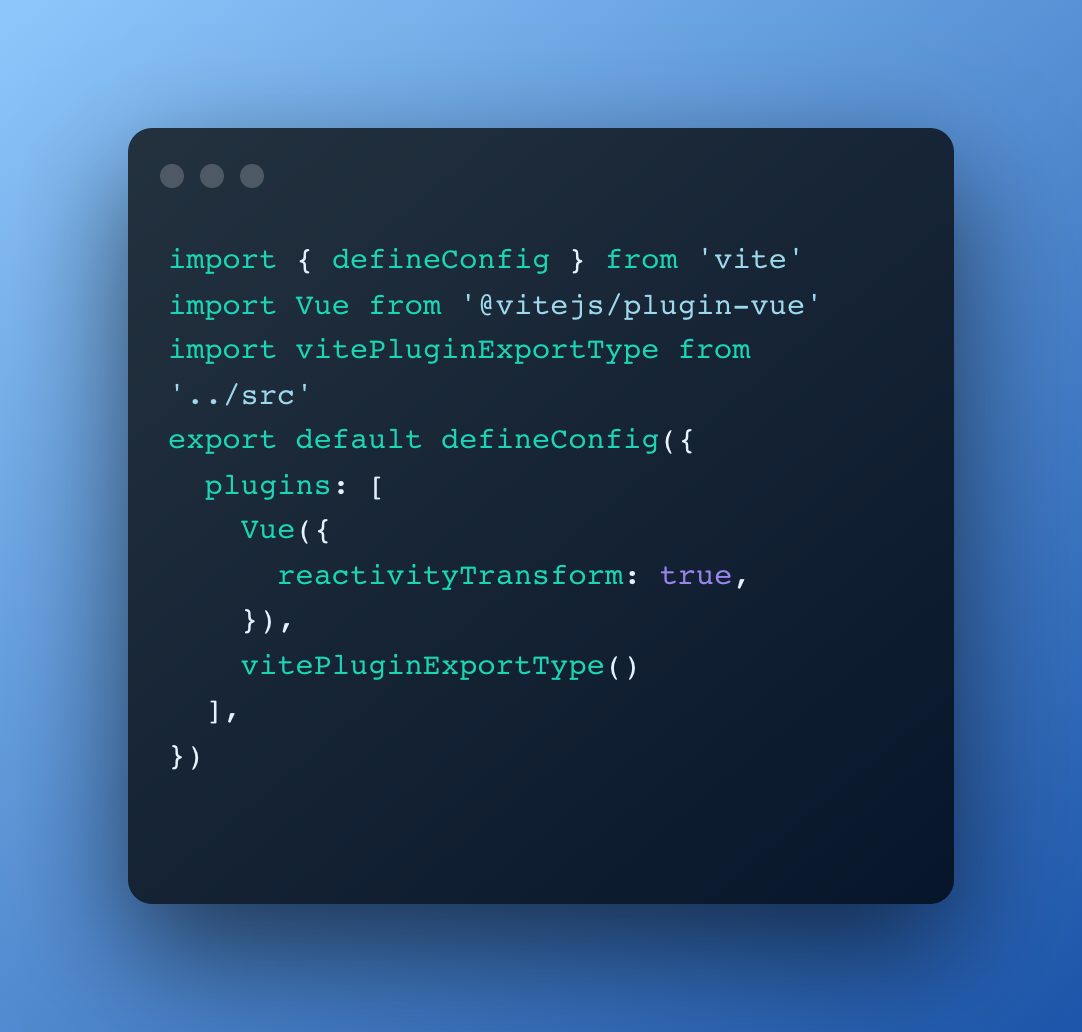 import { defineConfig } from 'vite'
import Vue from '@vitejs/plugin-vue'
import vitePluginExportType from
'../src'
export default defineConfig({
  plugins: [
    Vue({
      reactivityTransform: true,
    }),
    vitePluginExportType()
  ],
})